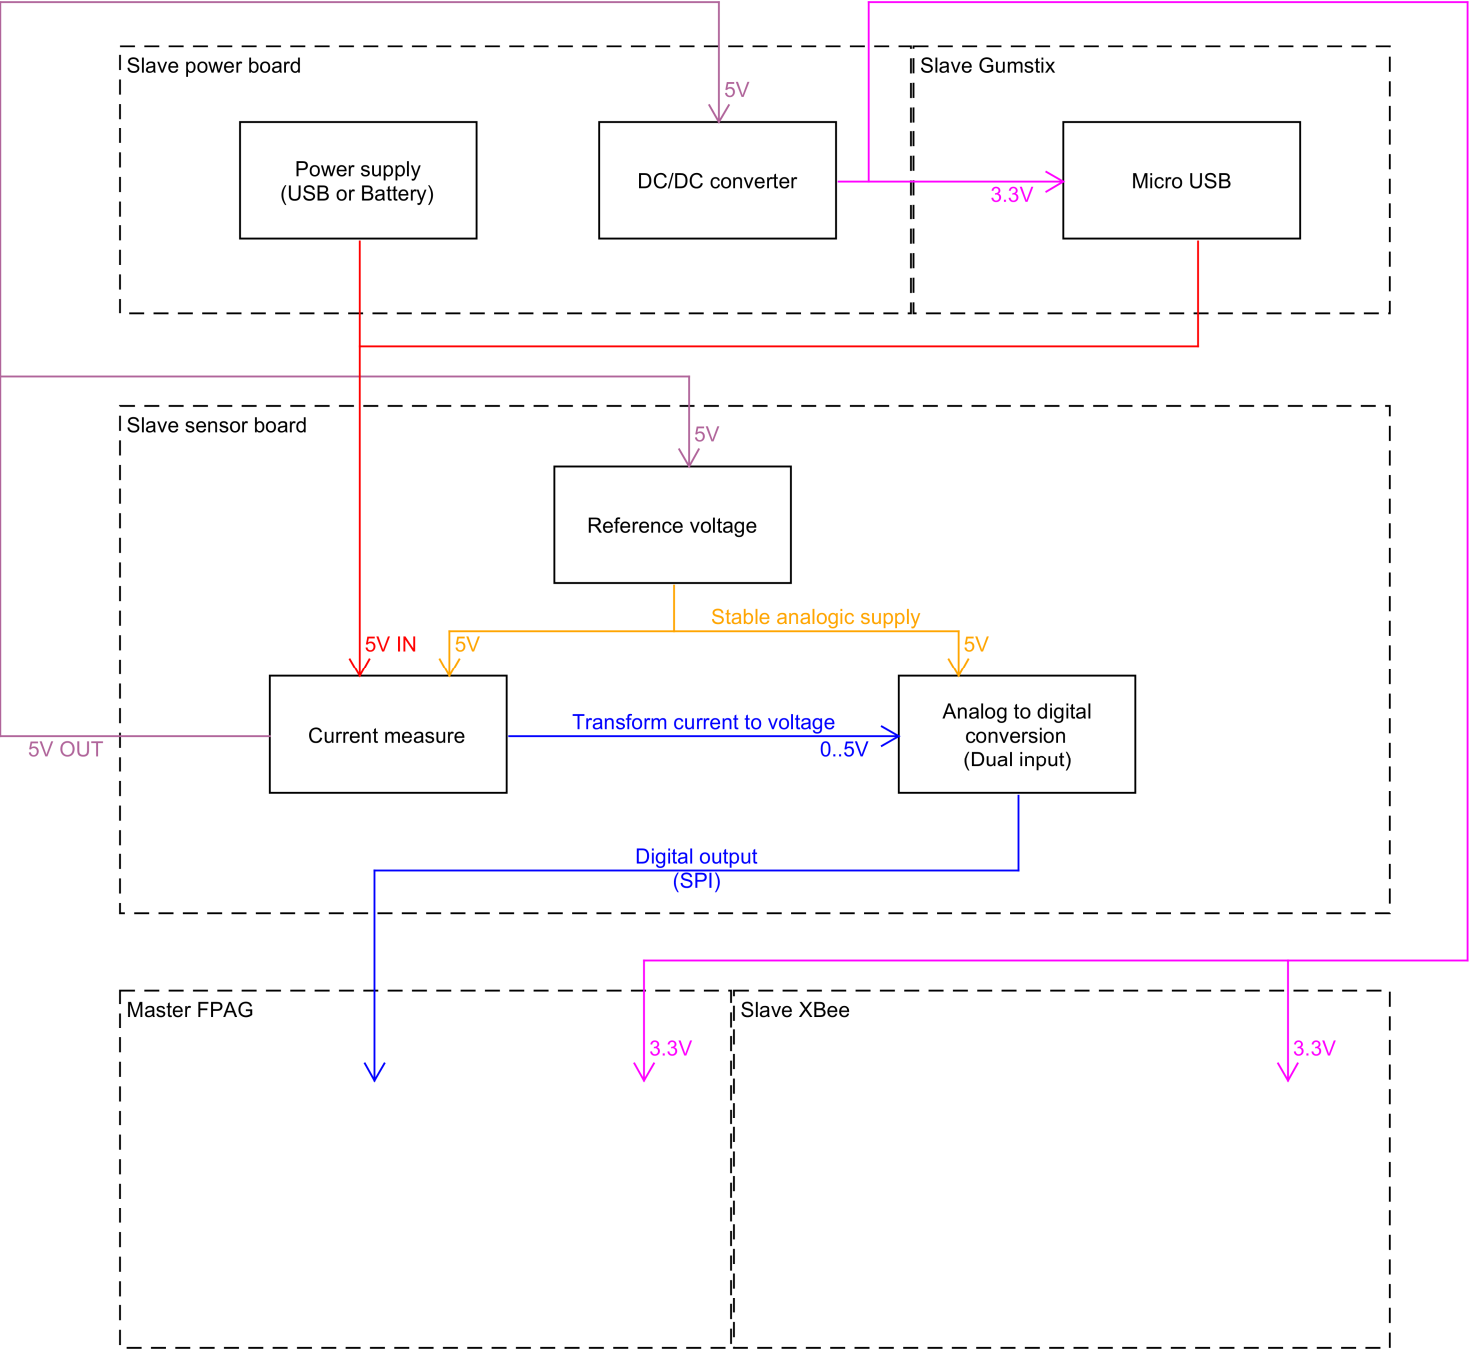 Slave power board
Slave Gumstix
5V
Power supply
(USB or Battery)
DC/DC converter
3.3V
Micro USB
Slave sensor board
5V
Reference voltage
Stable analogic supply
5V IN
5V
5V
Current measure
Transform current to voltage
0..5V
Analog to digital
conversion
(Dual input)
5V OUT
Digital output
(SPI)
Master FPAG
Slave XBee
3.3V
3.3V